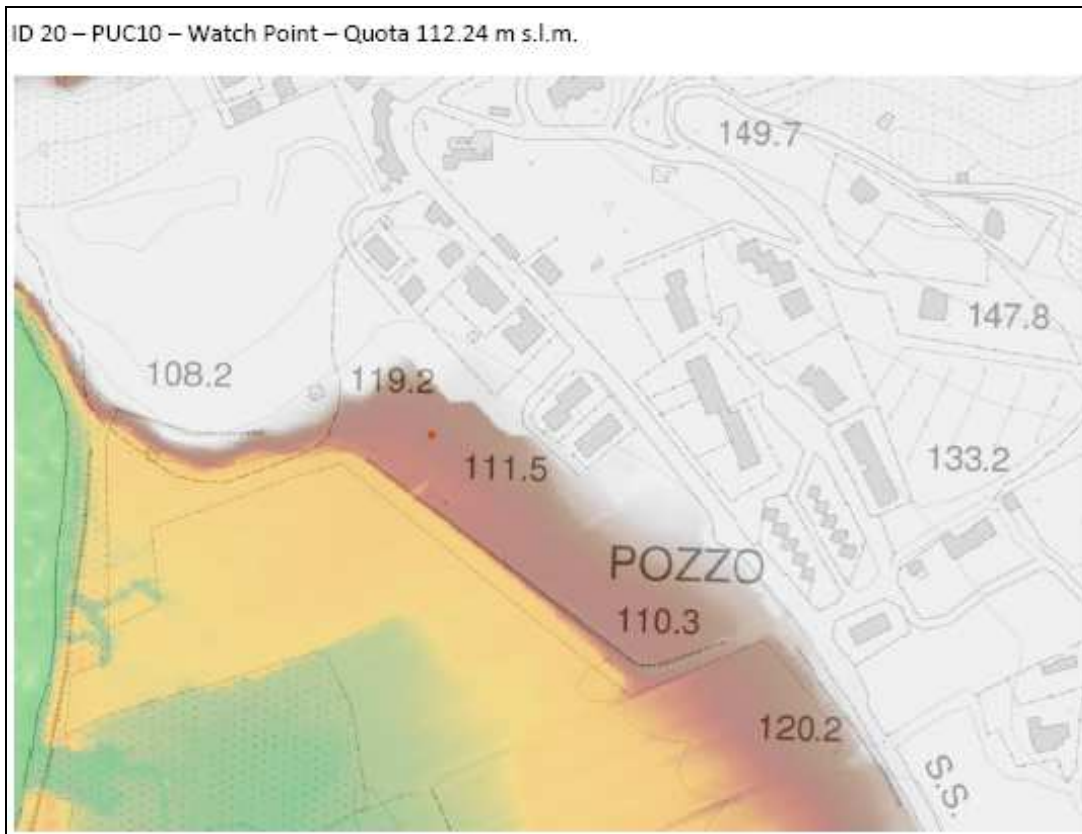 ID 20 – PUC10 – Watch Point – Quota 112.24 m s.l.m.
149.7
147.8
108.2
119.2
111.5
133.2
POZZO
110.3
120.2
S.S.